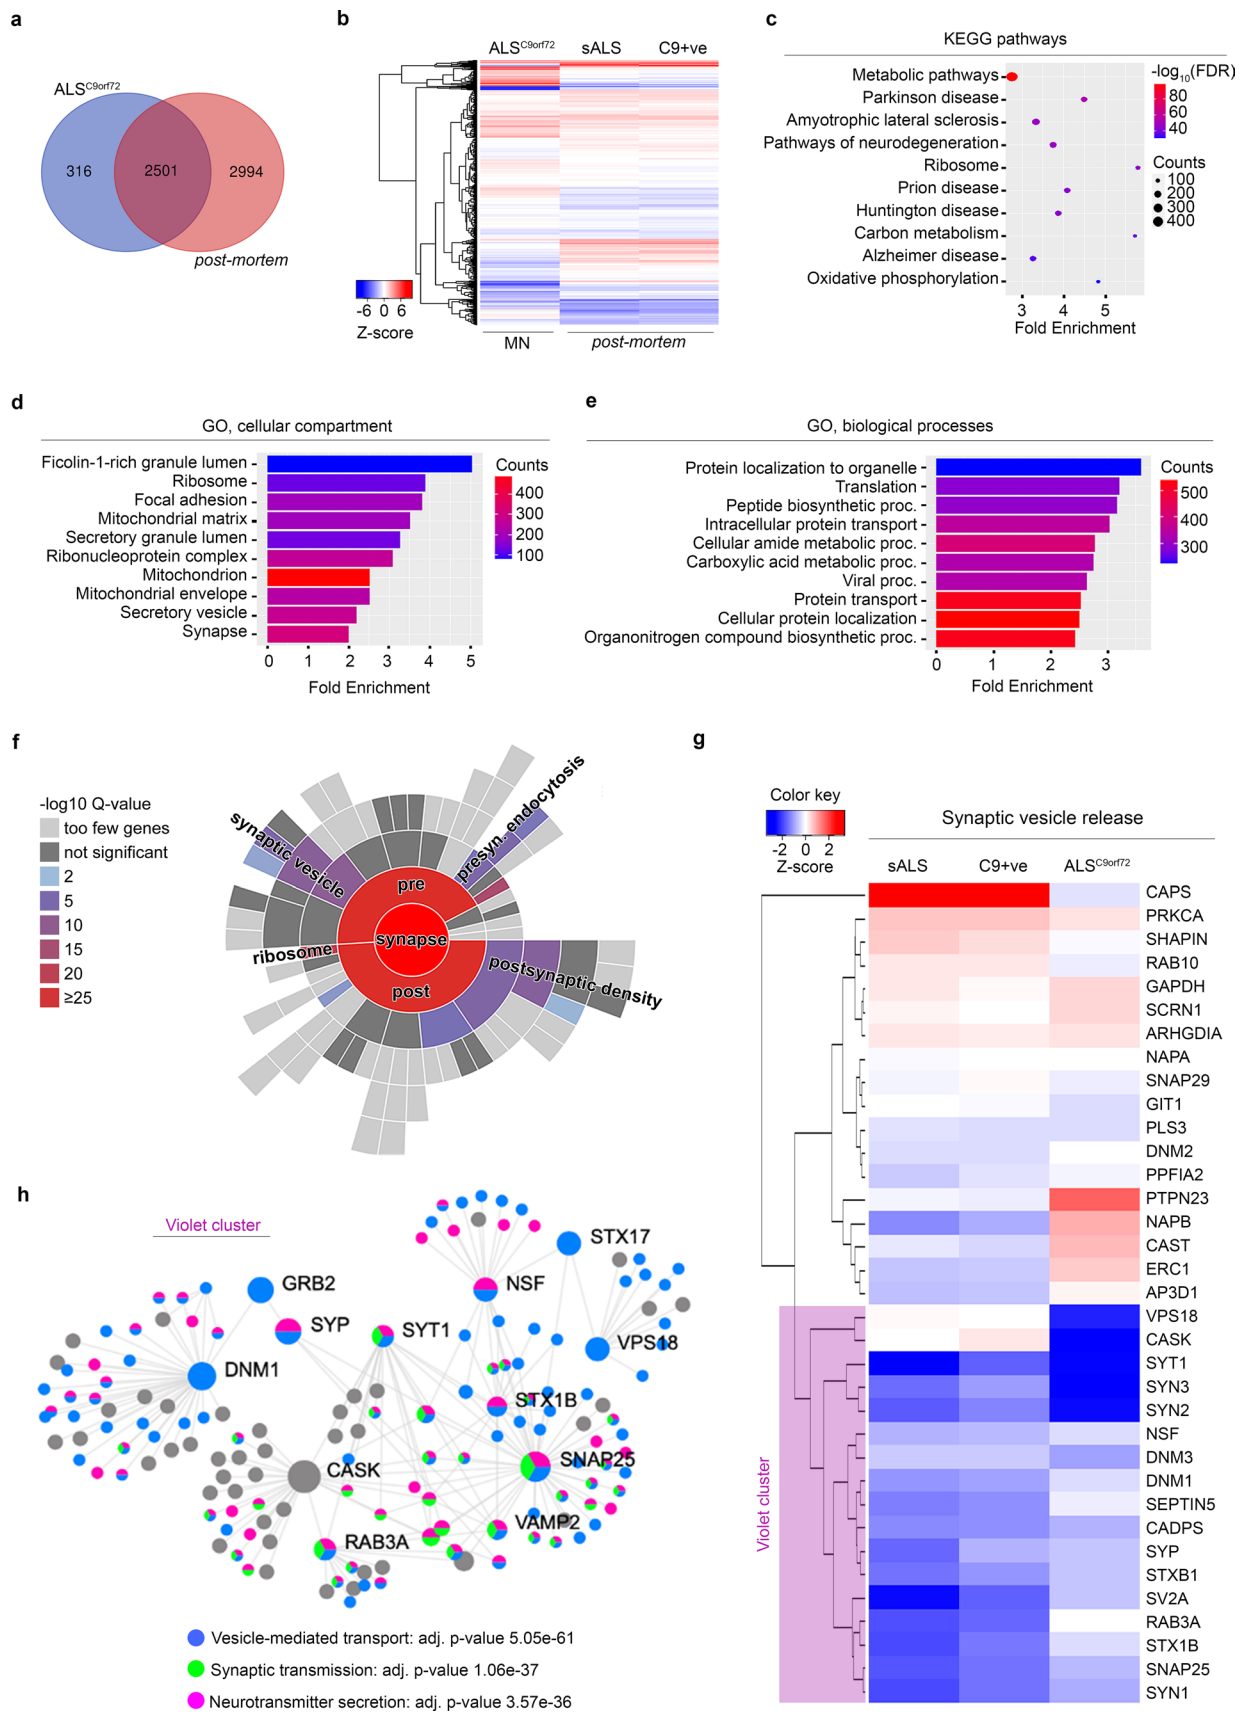 a
ALSC9orf72
316
2501
2994
post-mortem
b
ALSC9orf72 sALS C9+ve
-6 0 6
Z-score
MN post-mortem
c
KEGG pathways
Metabolic pathways
Parkinson disease
Amyotrophic lateral sclerosis
Pathways of neurodegeneration
Ribosome
Prion disease
Huntington disease
Carbon metabolism
Alzheimer disease
Oxidative phosphorylation
3 4 5
Fold Enrichment
-log10(FDR)
80
60
40
Counts
100
200
300
400
d
GO, cellular compartment
Ficolin-1-rich granule lumen
Ribosome
Focal adhesion
Mitochondrial matrix
Secretory granule lumen
Ribonucleoprotein complex
Mitochondrion
Mitochondrial envelope
Secretory vesicle
Synapse
0 1 2 3 4 5
Fold Enrichment
Counts
400
300
200
100
e
GO, biological processes
Protein localization to organelle
Translation
Peptide biosynthetic proc.
Intracellular protein transport
Cellular amide metabolic proc.
Carboxylic acid metabolic proc.
Viral proc.
Protein transport
Cellular protein localization
Organonitrogen compound biosynthetic proc.
0 1 2 3
Fold Enrichment
Counts
500
400
300
f
-log10 Q-value
too few genes
not significant
2
5
10
15
20
≥25
synaptic vesicle
presyn. endocytosis
pre
synapse
ribosome
post
postsynaptic density
g
Color key
-2 0 2
Z-score
Synaptic vesicle release
sALS C9+ve ALSC9orf72
CAPS
PRKCA
SHAPIN
RAB10
GAPDH
SCRN1
ARHGDIA
NAPA
SNAP29
GIT1
PLS3
DNM2
PPFIA2
PTPN23
NAPB
CAST
ERC1
AP3D1
VPS18
CASK
SYT1
SYN3
SYN2
NSF
DNM3
DNM1
SEPTIN5
CADPS
SYP
STXB1
SV2A
RAB3A
STX1B
SNAP25
SYN1
Violet cluster
h
Violet cluster
GRB2
SYP
DNM1
SYT1
NSF
STX17
VPS18
STX1B
SNAP25
CASK
VAMP2
RAB3A
Vesicle-mediated transport: adj. p-value 5.05e-61
Synaptic transmission: adj. p-value 1.06e-37
Neurotransmitter secretion: adj. p-value 3.57e-36